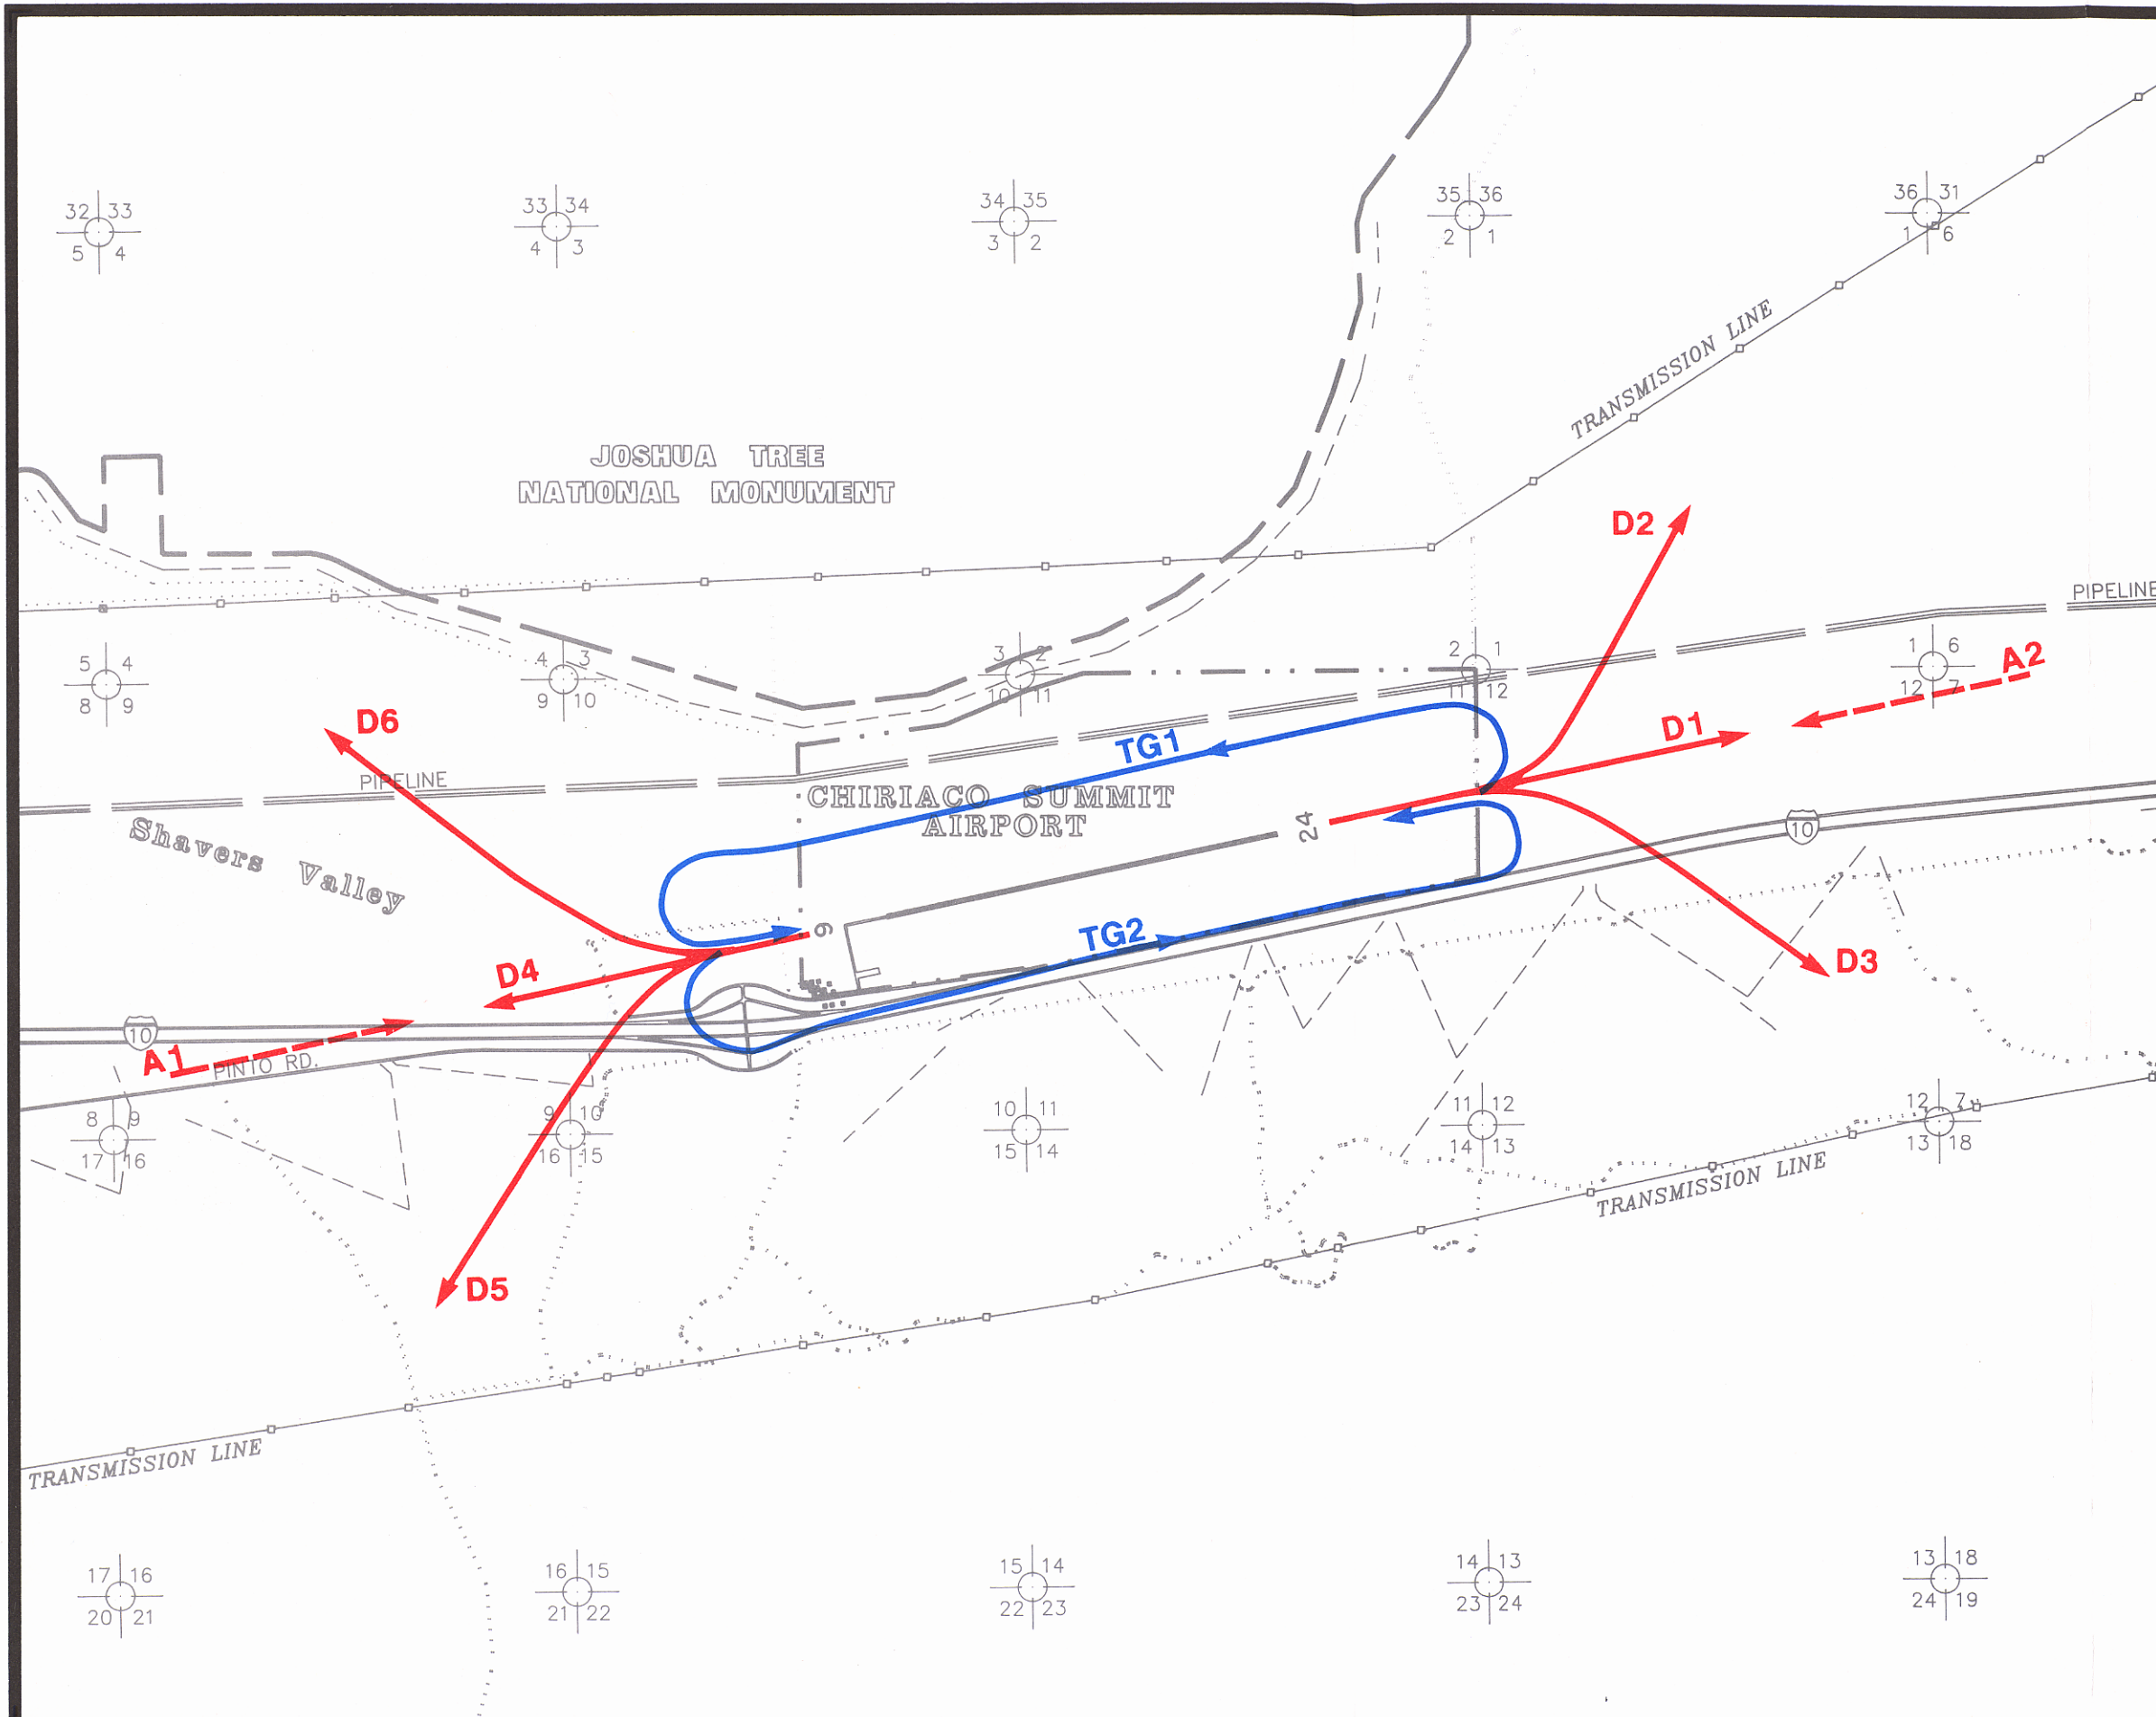 32 33
5 4
33 34
4 3
34 35
3 2
35 36
2 1
36 31
1 6
TRANSMISSION LINE
JOSHUA TREE
NATIONAL MONUMENT
D2
PIPELINE
5 4
8 9
4 3
9 10
3 2
10 11
2 1
11 12
1 6
12 7
A2
D6
D1
TG1
PIPELINE
CHIRIACO SUMMIT
AIRPORT
24
10
Shavers Valley
6
TG2
D4
D3
10
A1
PINTO RD.
8 9
17 16
9 10
16 15
10 11
15 14
11 12
14 13
12 7
13 18
TRANSMISSION LINE
D5
TRANSMISSION LINE
17 16
20 21
16 15
21 22
15 14
22 23
14 13
23 24
13 18
24 19